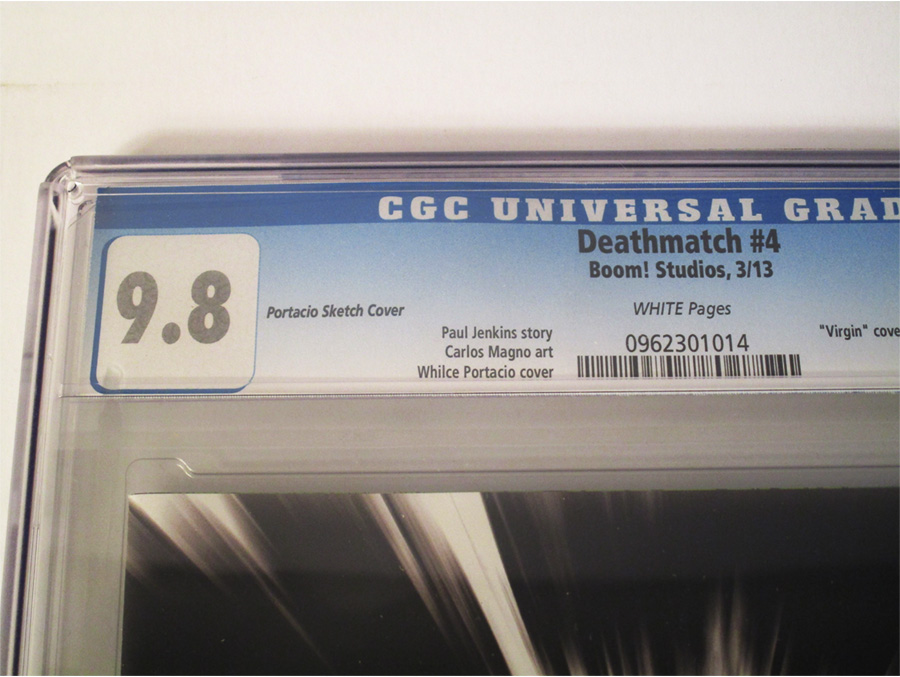 CGC UNIVERSAL GRAD
Deathmatch #4
Boom! Studios, 3/13
9.8
Portacio Sketch Cover
WHITE Pages
Paul Jenkins story
Carlos Magno art
Whilce Portacio cover
0962301014
"Virgin" cove